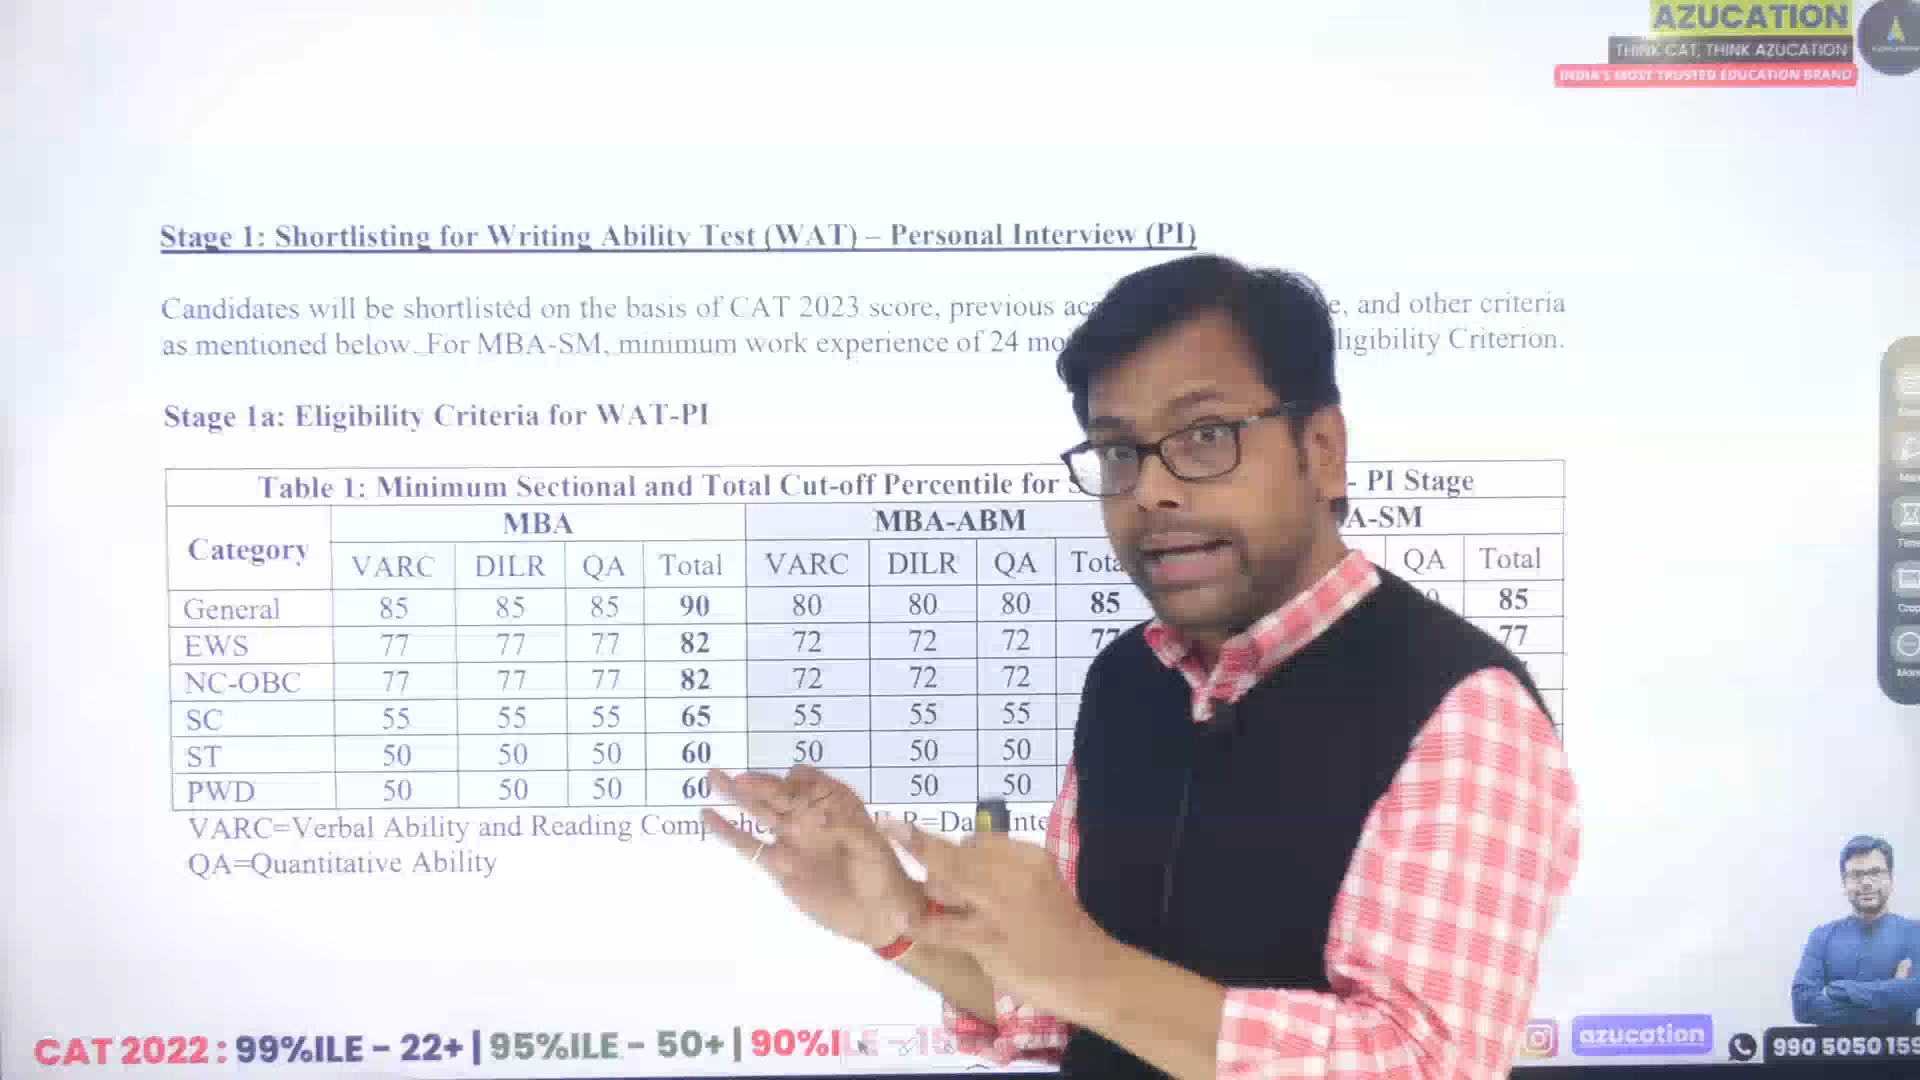 AZUCATION
THINK CAT, THINK AZUCATION
INDIA'S MOST TRUSTED EDUCATION BRAND
Stage 1: Shortlisting for Writing Ability Test (WAT) – Personal Interview (PI)
Candidates will be shortlisted on the basis of CAT 2023 score, previous and other criteria
as mentioned below. For MBA-SM, minimum work experience of 24 Criterion.
Stage 1a: Eligibility Criteria for WAT-PI
Table 1: Minimum Sectional and Total Cut-off Percentile for - PI Stage
Category MBA MBA-ABM A-SM
VARC DILR QA Total VARC DILR QA QA Total
General 85 85 85 90 80 80 80 85 85
EWS 77 77 77 82 72 72 72 77 77
NC-OBC 77 77 77 82 72 72 72
SC 55 55 55 65 55 55 55
ST 50 50 50 60 50 50 50
PWD 50 50 50 60 50 50
VARC=Verbal Ability and Reading
QA=Quantitative Ability
CAT 2022 : 99%ILE - 22+ | 95%ILE - 50+ | 90%ILE
azucation
990 5050 159